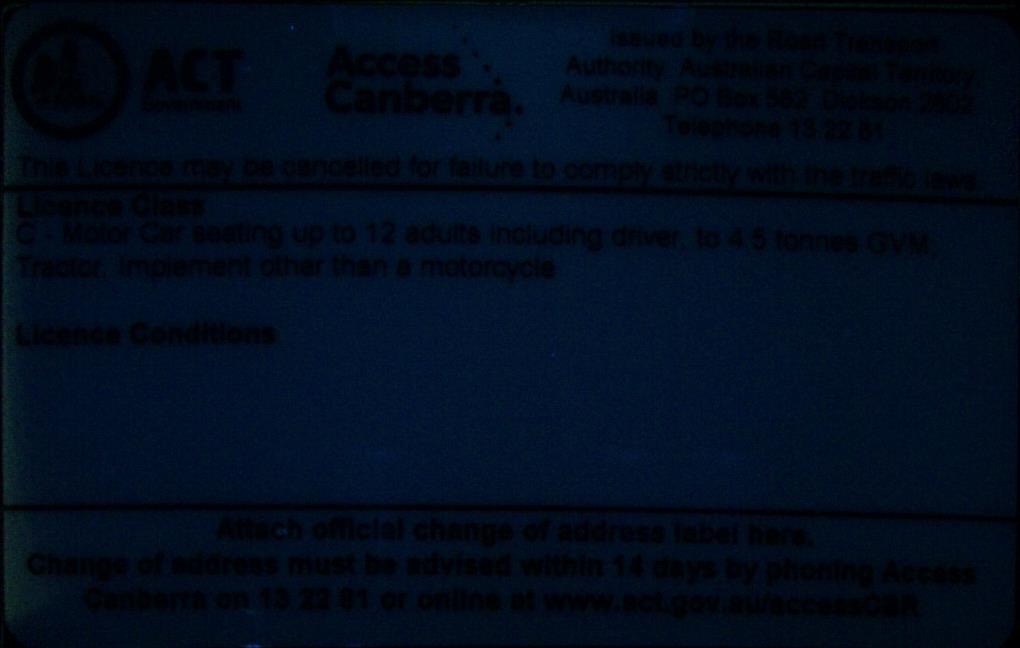 ACT
Government
Access
Canberra.
Issued by the Road Transport
Authority Australian Capital Territory
Australia PO Box 582 Dickson 2602
Telephone 13 22 81
This Licence may be cancelled for failure to comply strictly with the traffic laws
Licence Class
C - Motor Car seating up to 12 adults including driver, to 4.5 tonnes GVM,
Tractor, Implement other than a motorcycle
Licence Conditions
Attach official change of address label here.
Change of address must be advised within 14 days by phoning Access
Canberra on 13 22 81 or online at www.act.gov.au/accessCBR